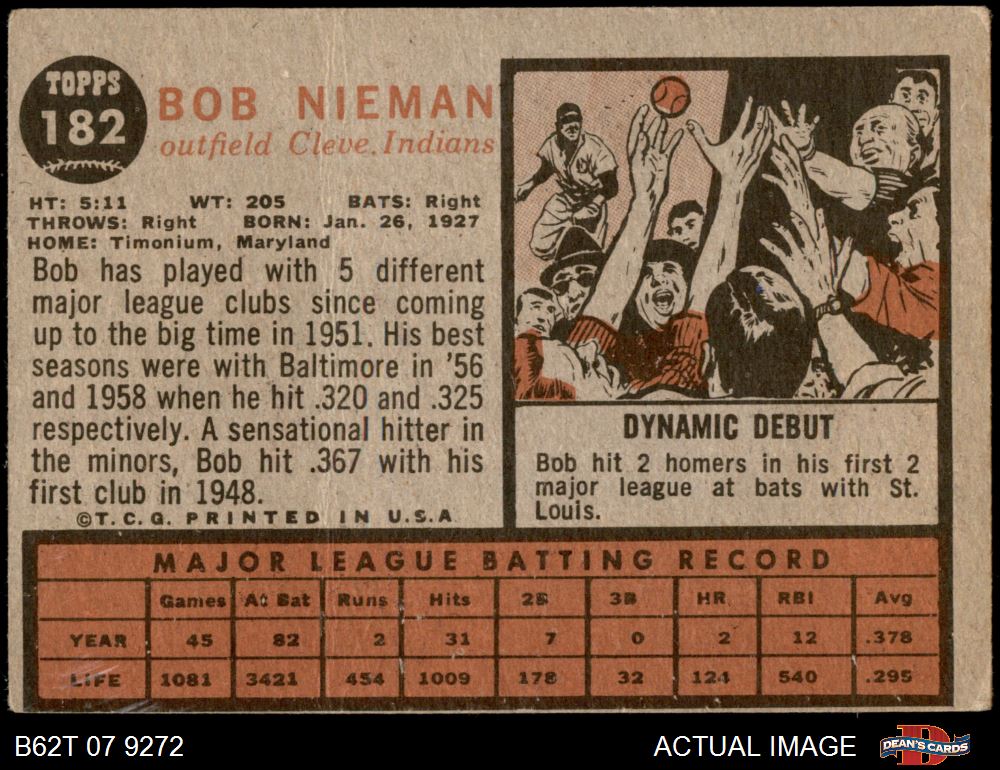 TOPPS
182
BOB NIEMAN
outfield Cleve. Indians
HT: 5:11 WT: 205 BATS: Right
THROWS: Right BORN: Jan. 26, 1927
HOME: Timonium, Maryland
Bob has played with 5 different
major league clubs since coming
up to the big time in 1951. His best
seasons were with Baltimore in '56
and 1958 when he hit .320 and .325
respectively. A sensational hitter in
the minors, Bob hit .367 with his
first club in 1948.
©T.C.G. PRINTED IN U.S.A
DYNAMIC DEBUT
Bob hit 2 homers in his first 2
major league at bats with St.
Louis.
MAJOR LEAGUE BATTING RECORD
Games At Bat Runs Hits 2B 3B HR RBI Avg
YEAR 45 82 2 31 7 0 2 12 .378
LIFE 1081 3421 454 1009 178 32 124 540 .295
B62T 07 9272
ACTUAL IMAGE
DEAN'S CARDS